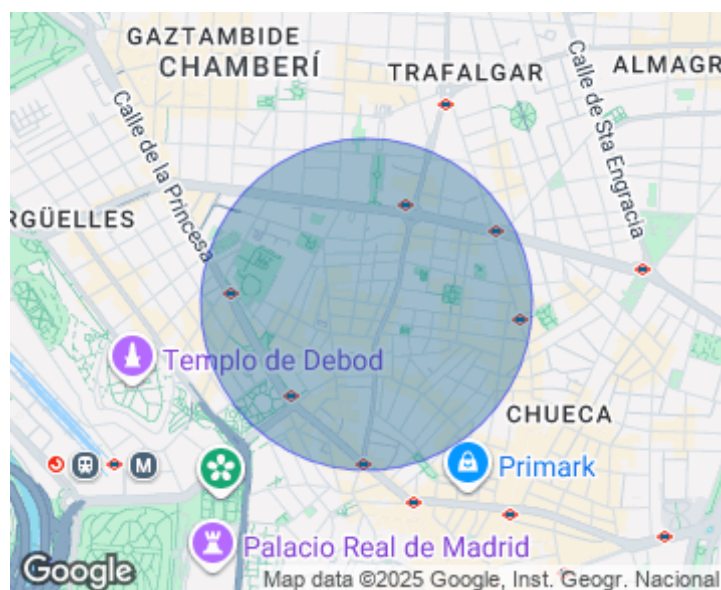 GAZTAMBIDE
CHAMBERÍ
TRAFALGAR
ALMAGR
Calle de la Princesa
Calle de Sta Engracia
RGÜELLES
Templo de Debod
CHUECA
M
Primark
Palacio Real de Madrid
Google
Map data ©2025 Google, Inst. Geogr. Nacional